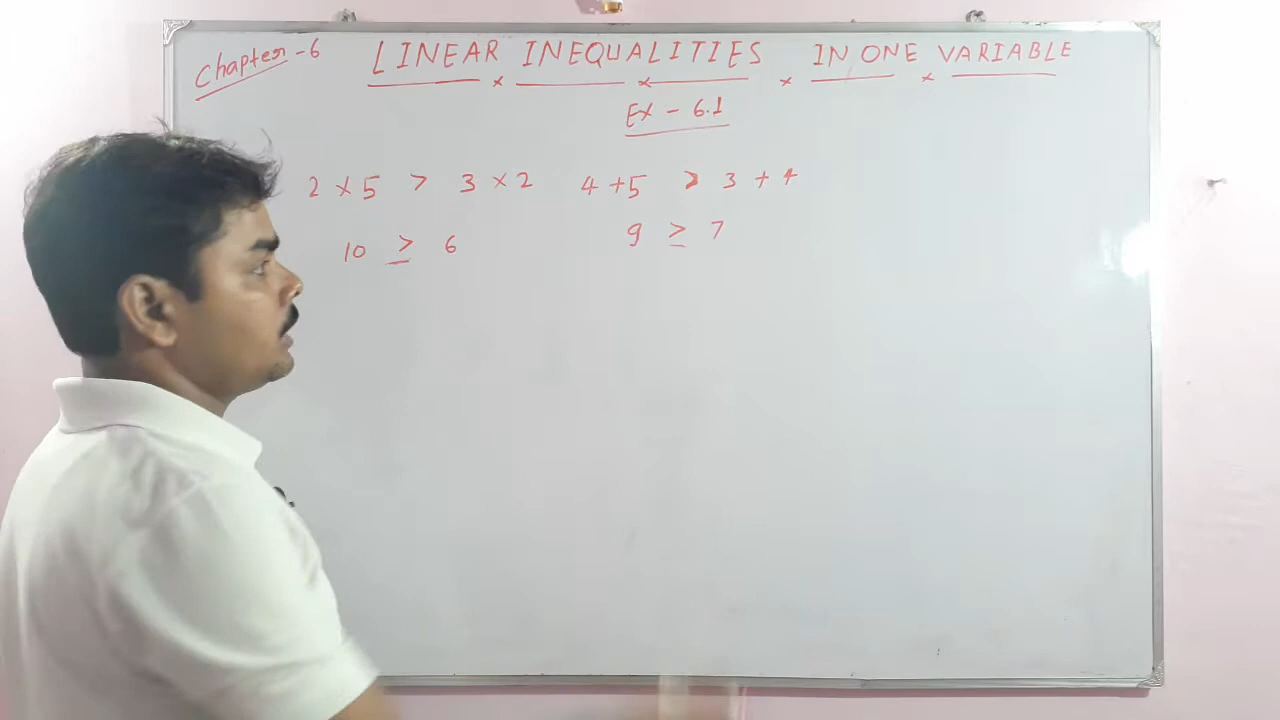 Chapter-6 LINEAR INEQUALITIES IN ONE VARIABLE
Ex - 6.1
2 × 5 > 3 × 2 4 + 5 > 3 + 4
10 ≥ 6 9 ≥ 7